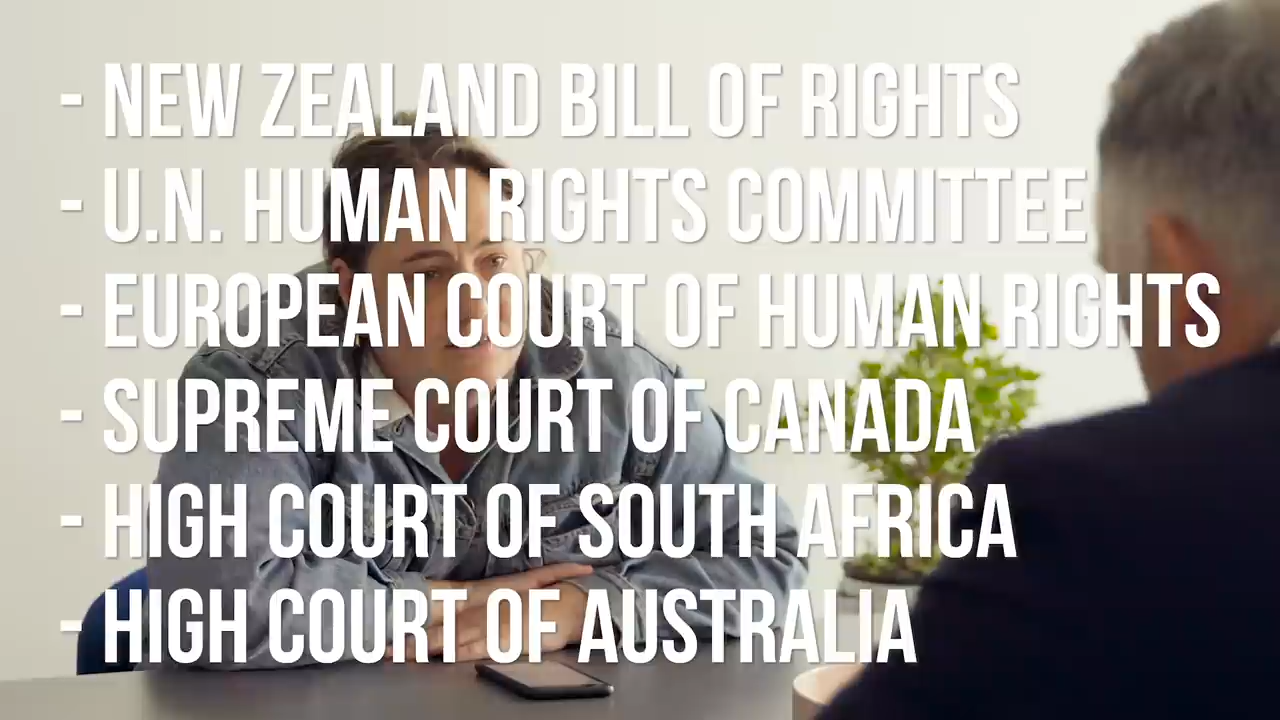 - NEW ZEALAND BILL OF RIGHTS
- U.N. HUMAN RIGHTS COMMITTEE
- EUROPEAN COURT OF HUMAN RIGHTS
- SUPREME COURT OF CANADA
- HIGH COURT OF SOUTH AFRICA
- HIGH COURT OF AUSTRALIA